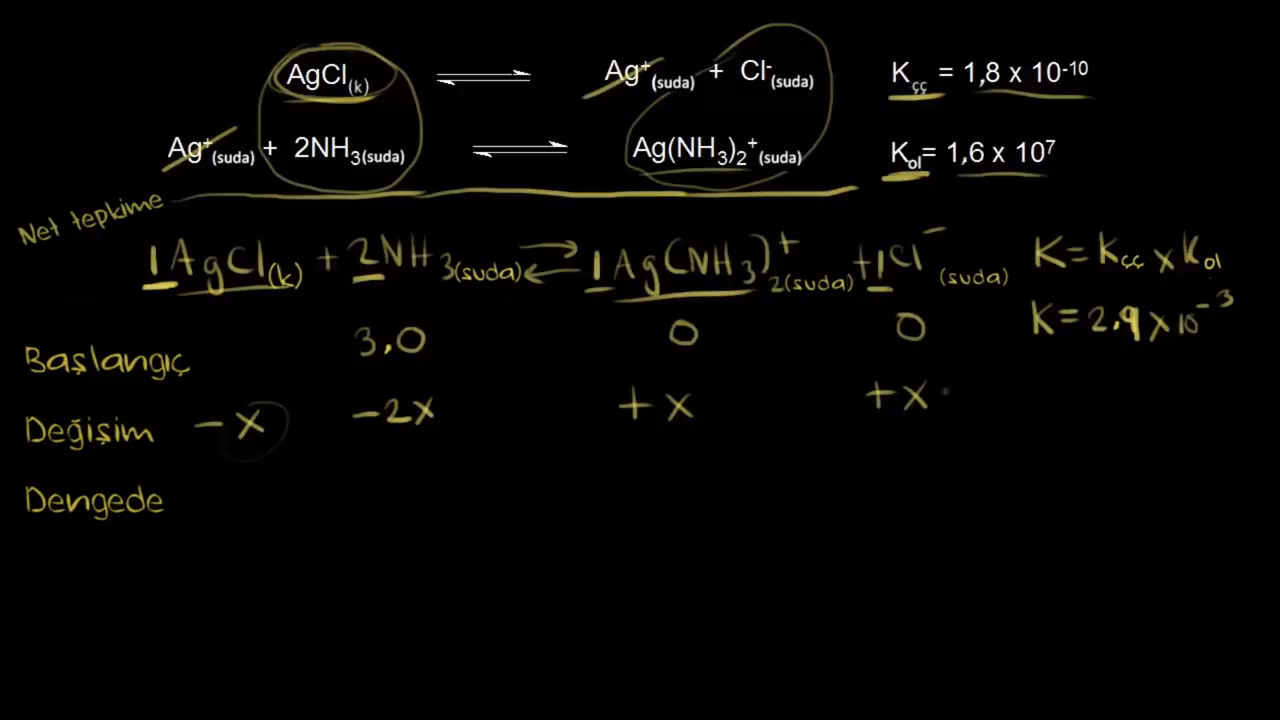 AgCl(k) ⇌ Ag⁺(suda) + Cl⁻(suda) Kçç = 1,8 x 10⁻¹⁰
Ag⁺(suda) + 2NH₃(suda) ⇌ Ag(NH₃)₂⁺(suda) Kol = 1,6 x 10⁷
Net tepkime
1AgCl(k) + 2NH₃(suda) ⇌ 1Ag(NH₃)⁺₂(suda) + 1Cl⁻(suda) K = Kçç x Kol
K = 2,9 x 10⁻³
Başlangıç 3,0 0 0
Değişim -x -2x +x +x
Dengede